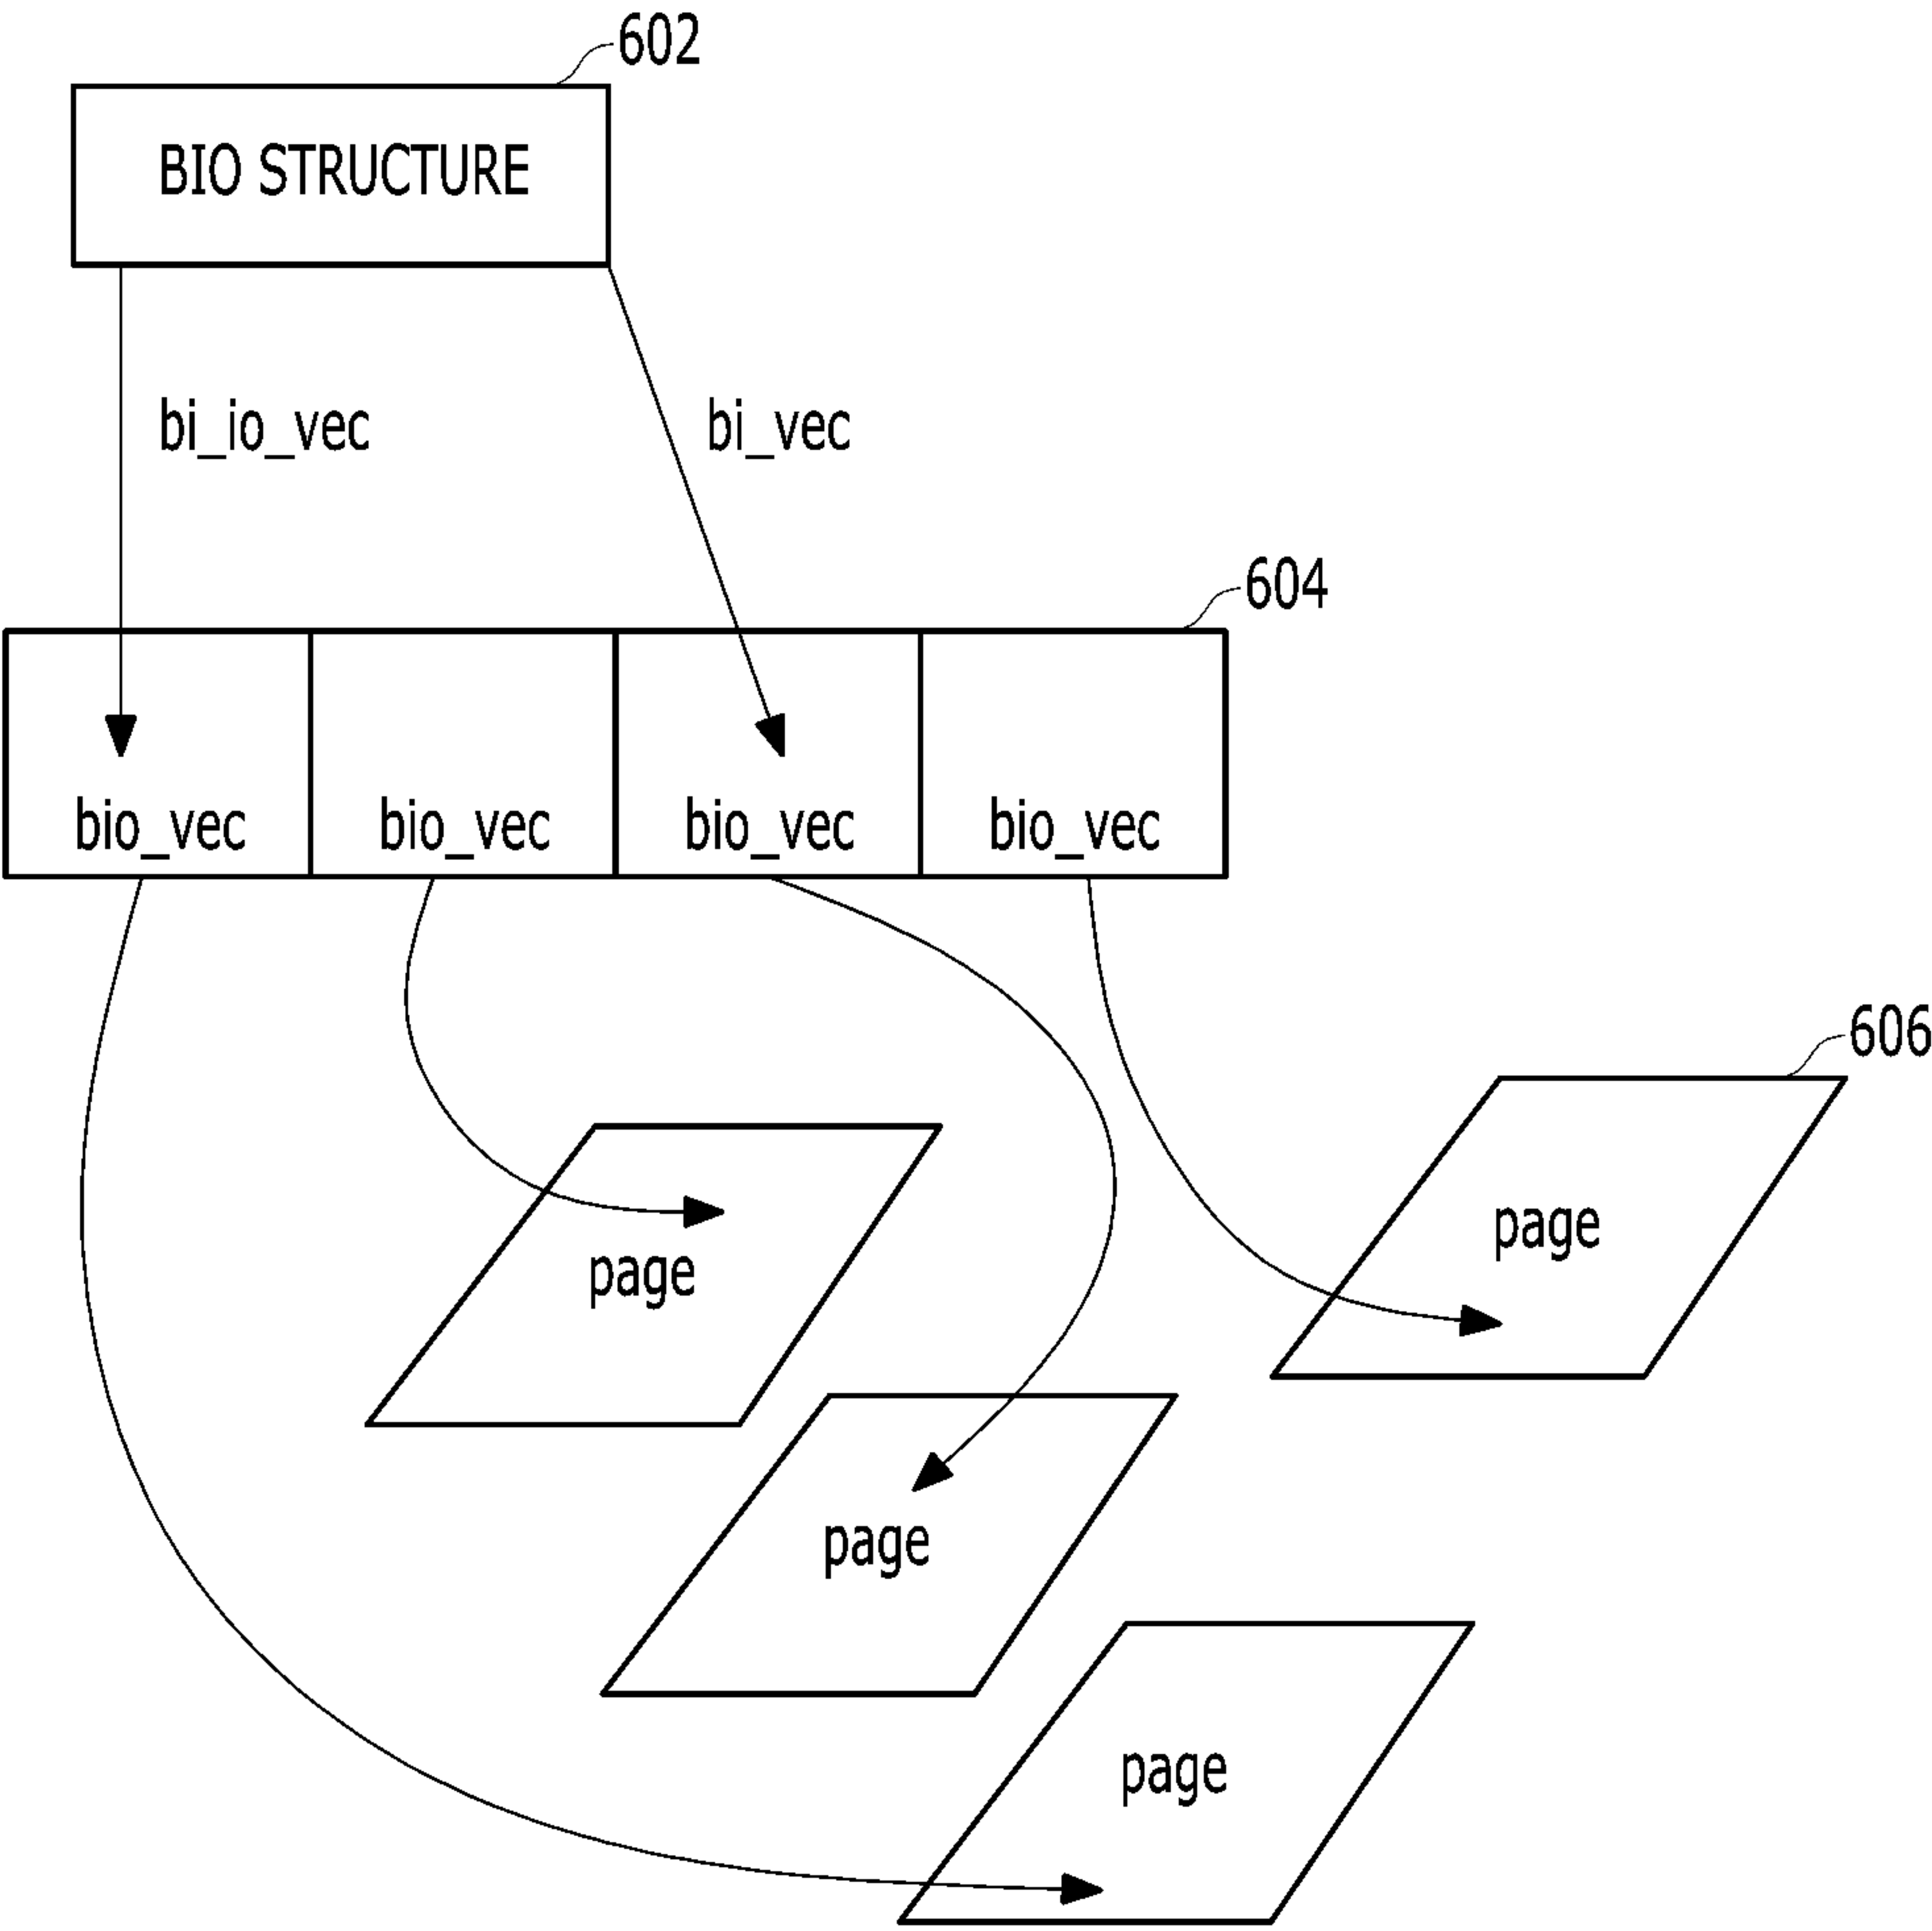 602
BIO STRUCTURE
bi_io_vec bi_vec
604
bio_vec bio_vec bio_vec bio_vec
606
page
page
page
page